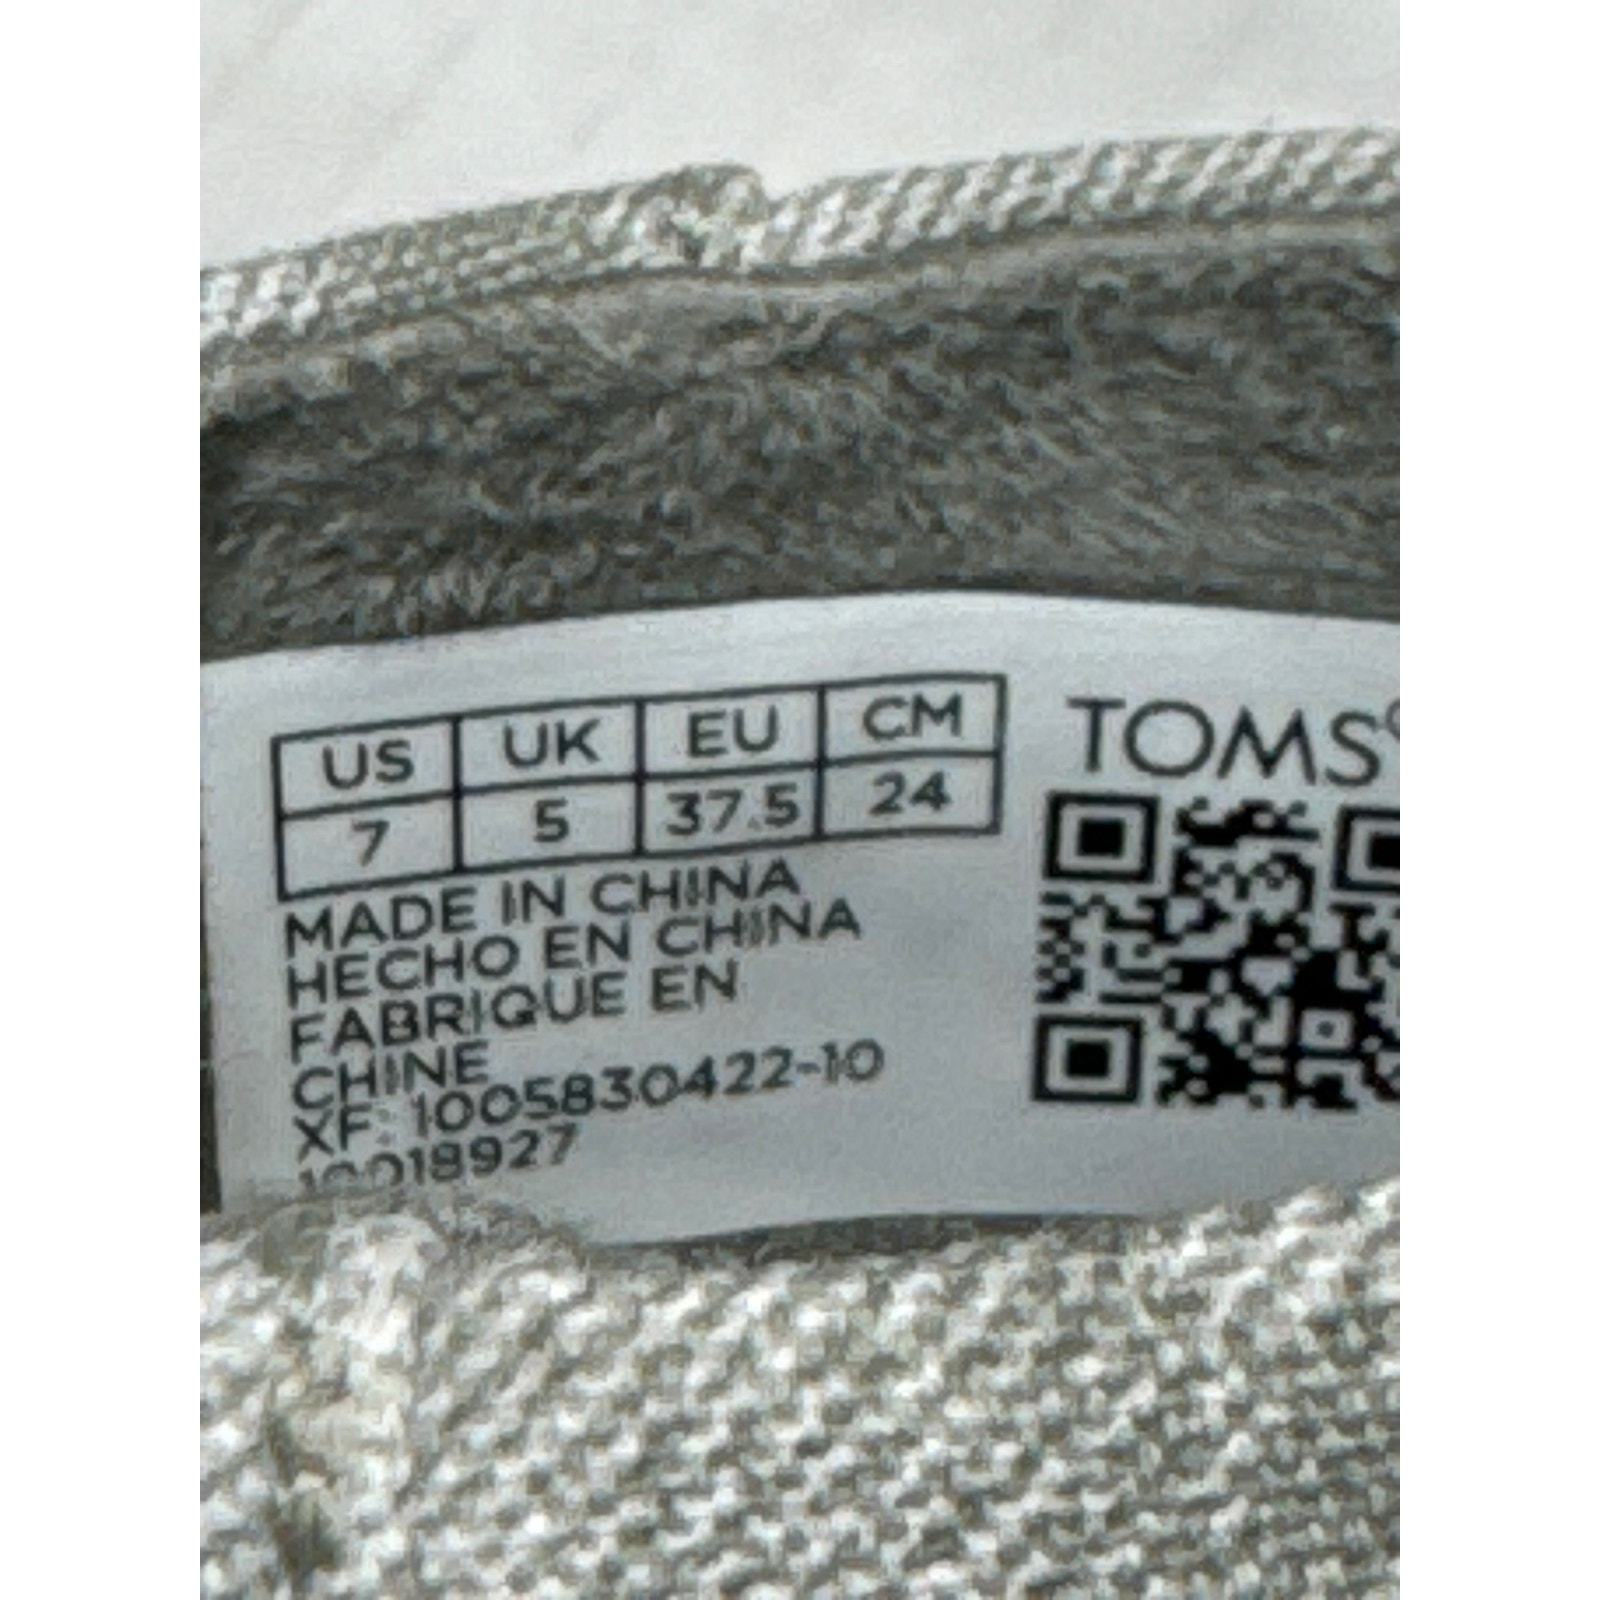 US UK EU CM
7 5 37.5 24
MADE IN CHINA
HECHO EN CHINA
FABRIQUE EN
CHINE
XF: 1005830422-10
10018927
TOMS®